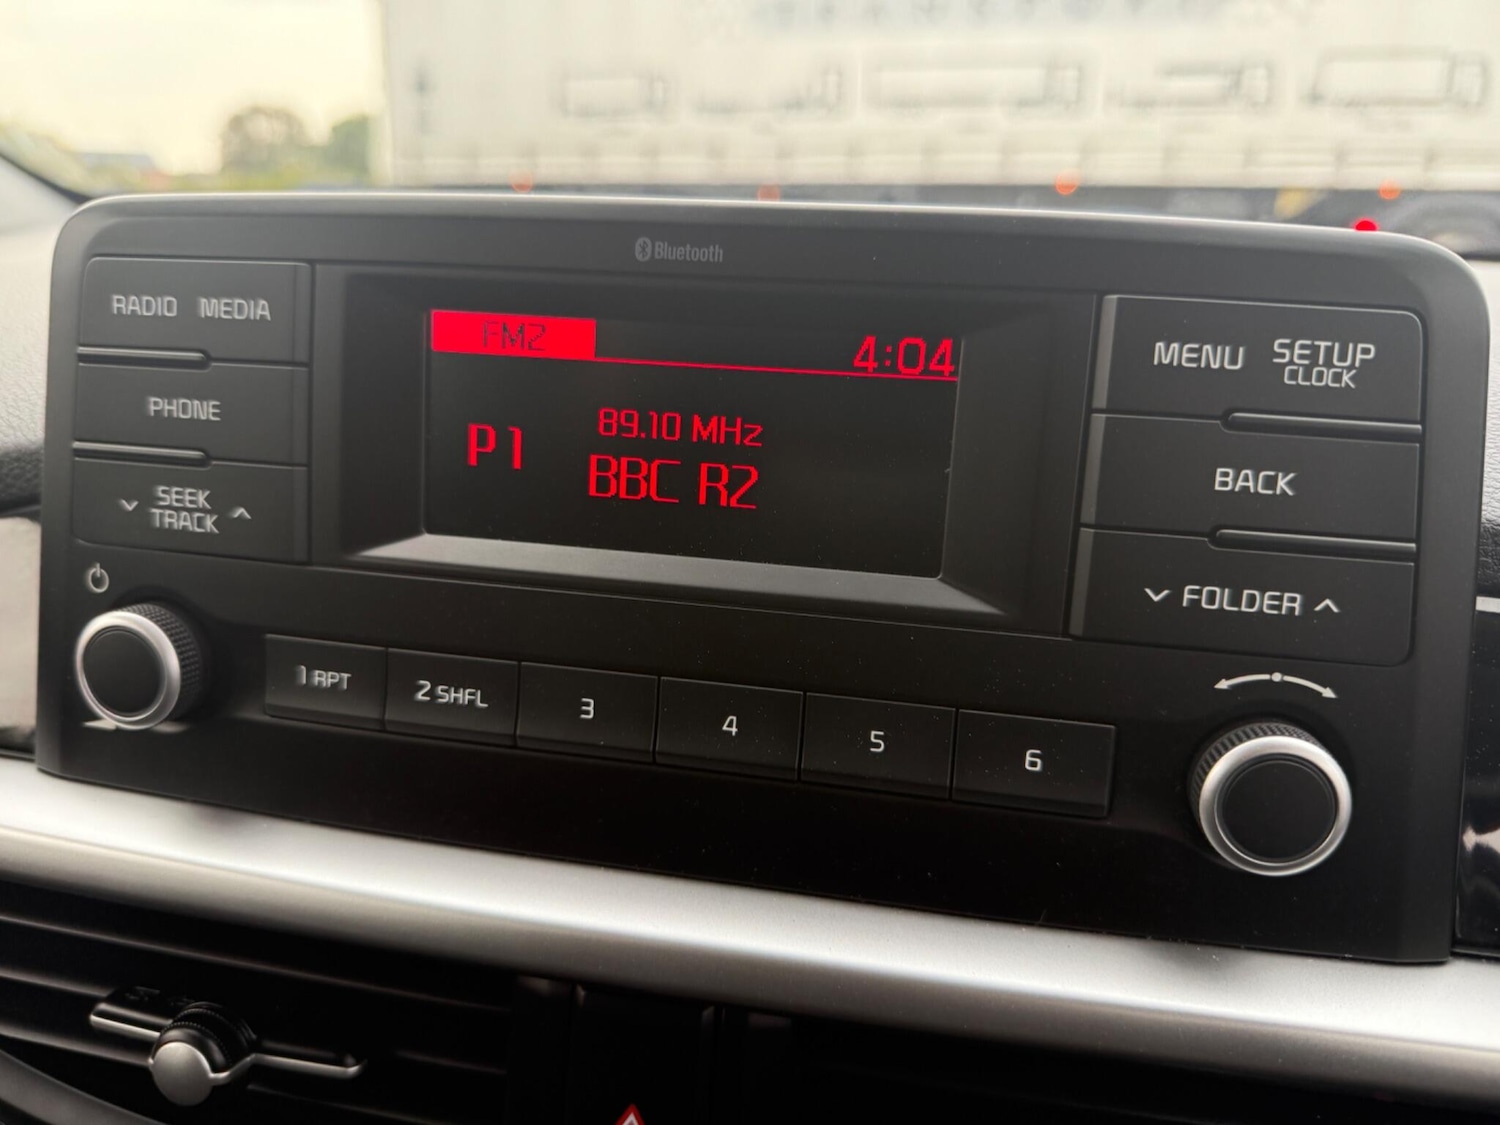 Bluetooth
RADIO MEDIA
PHONE
SEEK
TRACK
FM2
4:04
P1
89.10 MHz
BBC R2
MENU
SETUP
CLOCK
BACK
FOLDER
1 RPT
2 SHFL
3
4
5
6